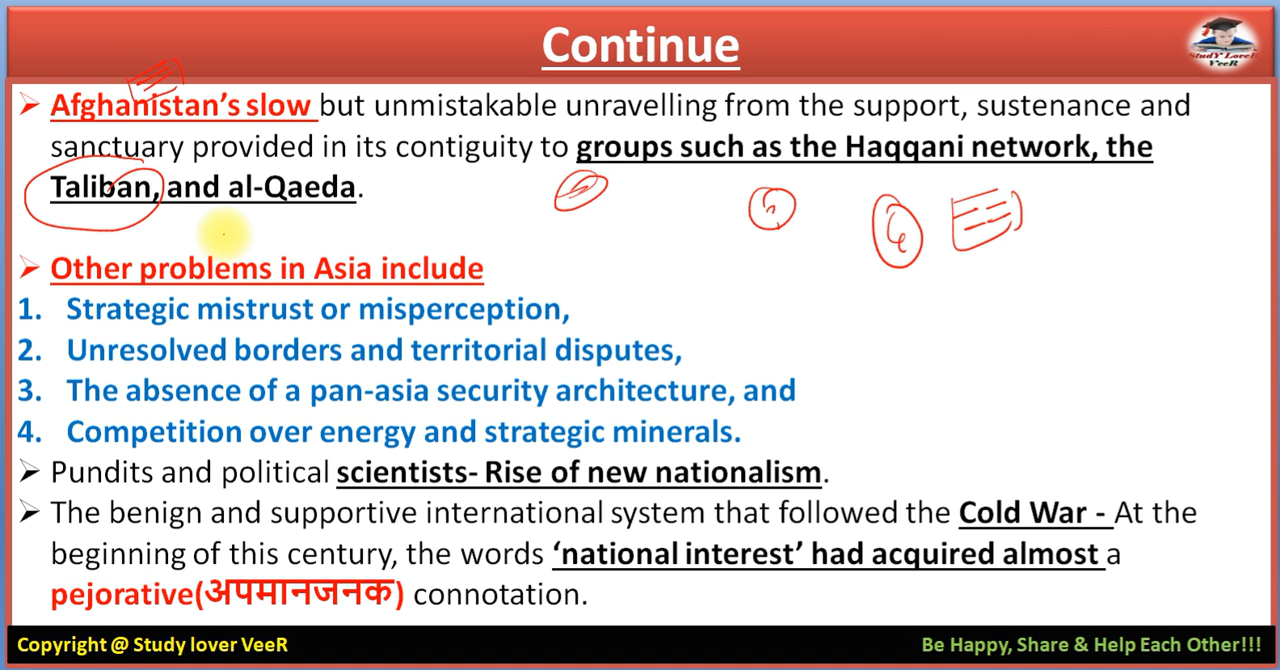 Continue
StudY LoveR
VeeR
➢ Afghanistan’s slow but unmistakable unravelling from the support, sustenance and
sanctuary provided in its contiguity to groups such as the Haqqani network, the
Taliban, and al-Qaeda.
➢ Other problems in Asia include
1. Strategic mistrust or misperception,
2. Unresolved borders and territorial disputes,
3. The absence of a pan-asia security architecture, and
4. Competition over energy and strategic minerals.
➢ Pundits and political scientists- Rise of new nationalism.
➢ The benign and supportive international system that followed the Cold War - At the
beginning of this century, the words ‘national interest’ had acquired almost a
pejorative(अपमानजनक) connotation.
Copyright @ Study lover VeeR
Be Happy, Share & Help Each Other!!!